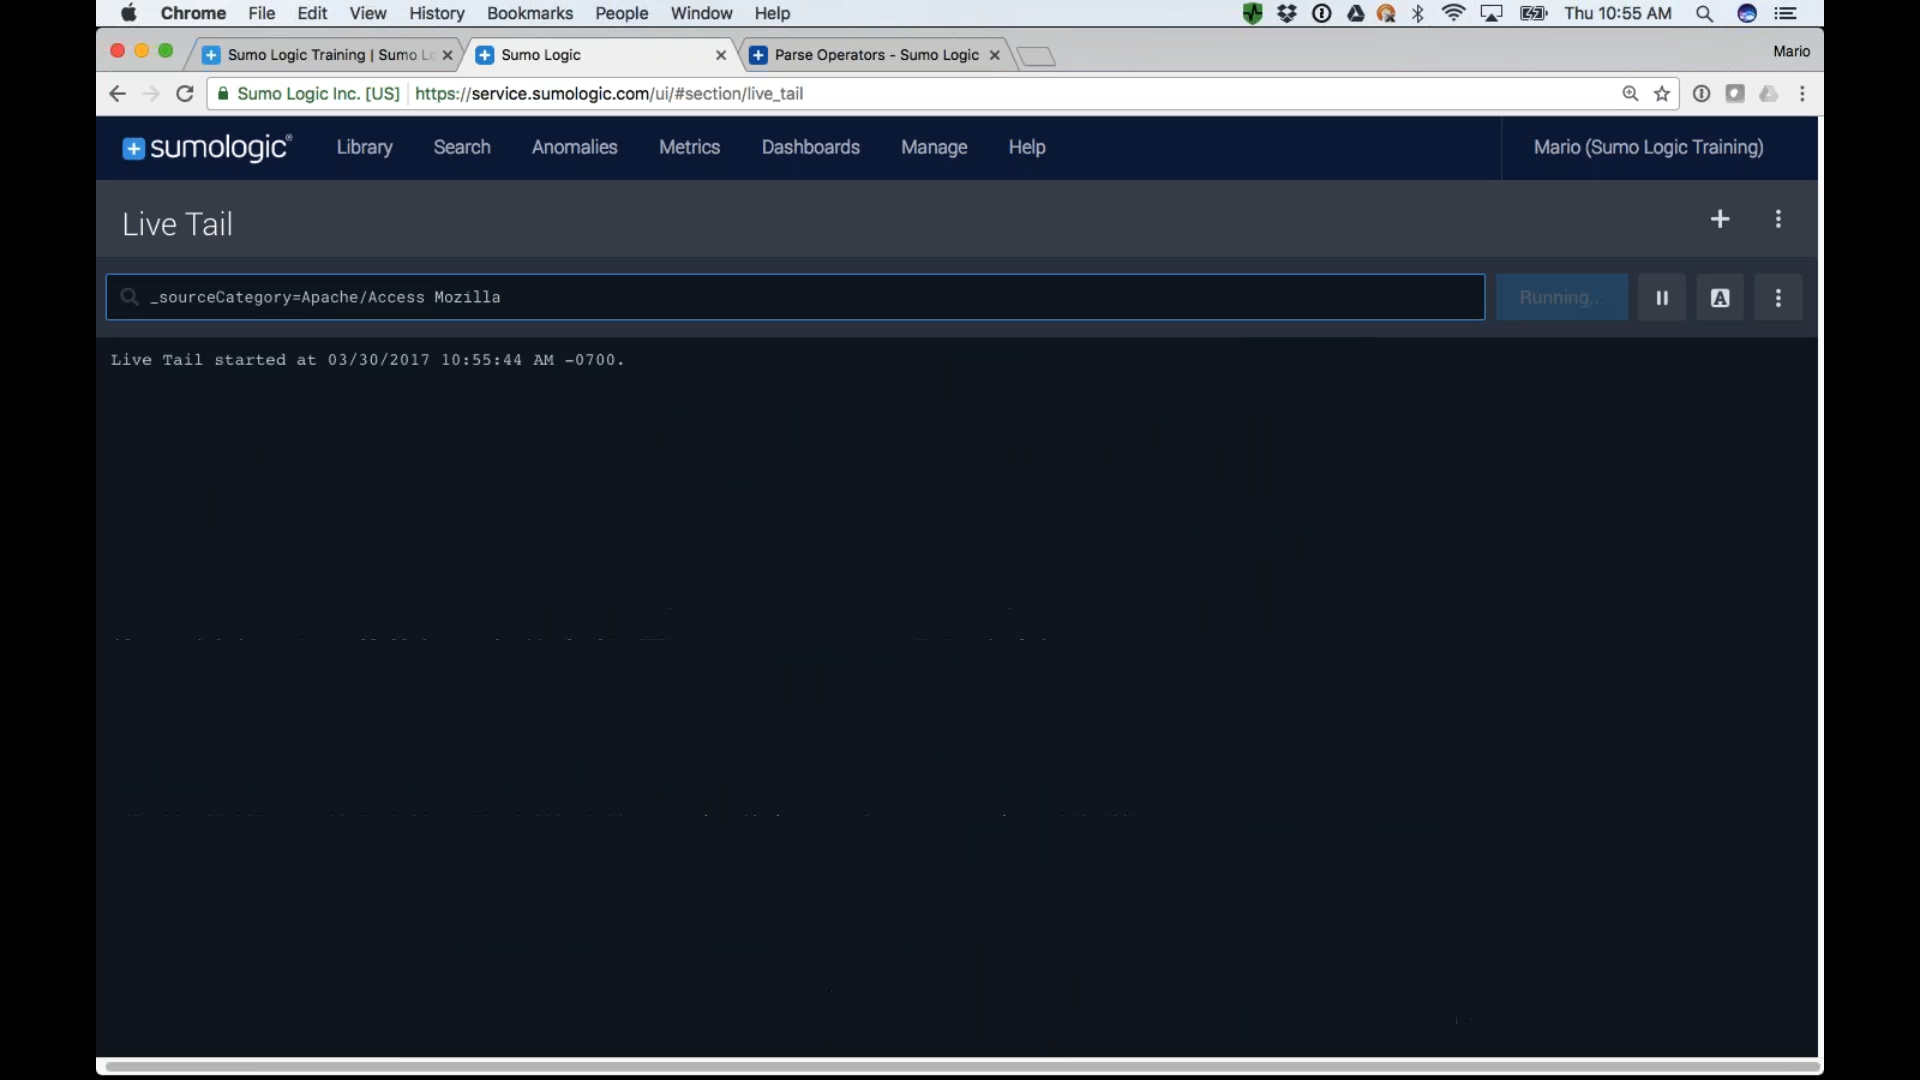 Chrome File Edit View History Bookmarks People Window Help Thu 10:55 AM
Sumo Logic Training | Sumo Lo Sumo Logic Parse Operators - Sumo Logic Mario
Sumo Logic Inc. [US] https://service.sumologic.com/ui/#section/live_tail
sumologic® Library Search Anomalies Metrics Dashboards Manage Help Mario (Sumo Logic Training)
Live Tail
_sourceCategory=Apache/Access Mozilla Running... A
Live Tail started at 03/30/2017 10:55:44 AM -0700.